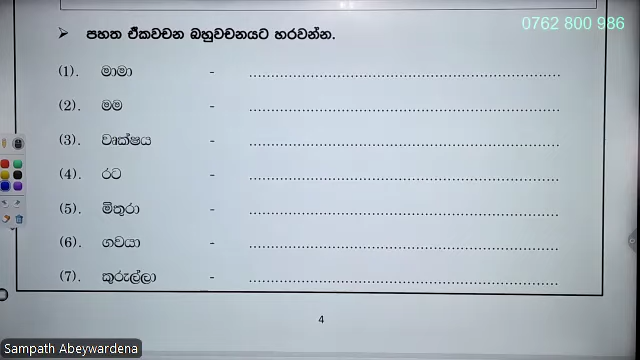 0762 800 986
➢ පහත ඒකවචන බහුවචනයට හරවන්න.
(1). මාමා - ........................................................................
(2). මම - ........................................................................
(3). වෘක්ෂය - ........................................................................
(4). රට - ........................................................................
(5). මිතුරා - ........................................................................
(6). ගවයා - ........................................................................
(7). කුරුල්ලා - ........................................................................
4
Sampath Abeywardena